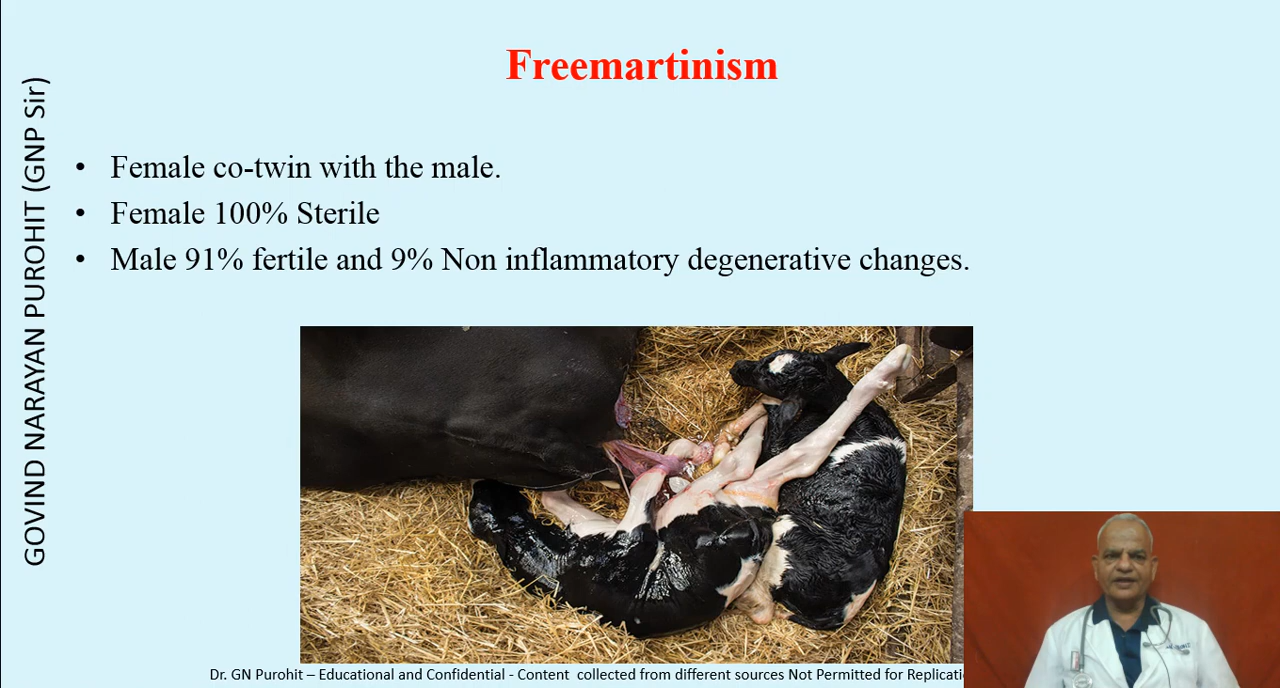 Freemartinism
GOVIND NARAYAN PUROHIT (GNP Sir)
• Female co-twin with the male.
• Female 100% Sterile
• Male 91% fertile and 9% Non inflammatory degenerative changes.
Dr. GN Purohit – Educational and Confidential - Content collected from different sources Not Permitted for